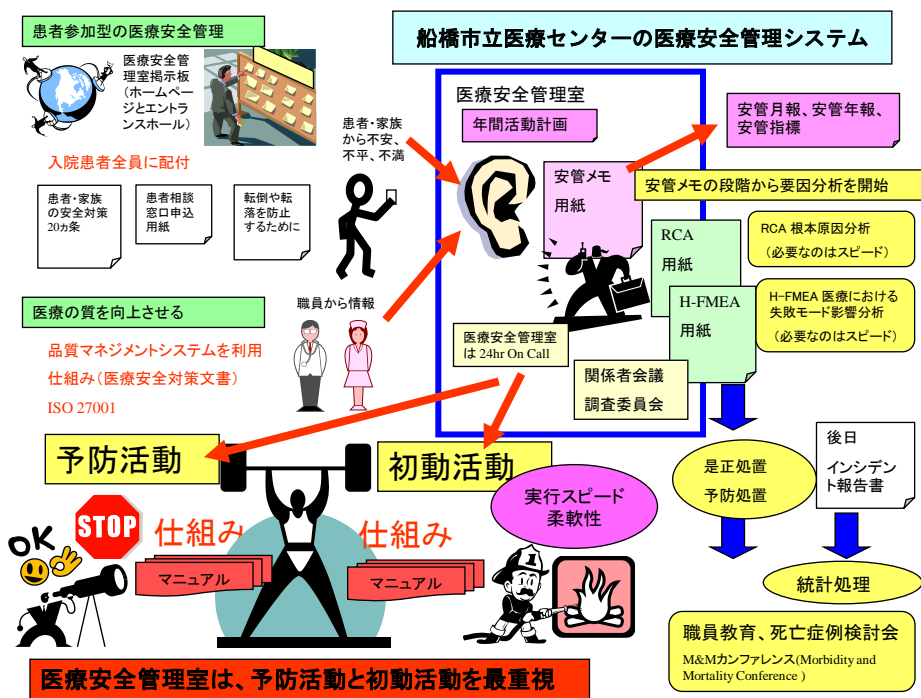 患者参加型の医療安全管理
船橋市立医療センターの医療安全管理システム
医療安全管
理室掲示板
(ホームペー
ジとエントラ
ンスホール)
入院患者全員に配付
患者・家族
の安全対策
20ヵ条
患者相談
窓口申込
用紙
転倒や転
落を防止
するために
患者・家族
から不安、
不平、不満
医療安全管理室
年間活動計画
安管メモ
用紙
安管月報、安管年報、
安管指標
安管メモの段階から要因分析を開始
RCA
用紙
RCA 根本原因分析
(必要なのはスピード)
H-FMEA
用紙
H-FMEA 医療における
失敗モード影響分析
(必要なのはスピード)
医療の質を向上させる
品質マネジメントシステムを利用
仕組み(医療安全対策文書)
ISO 27001
職員から情報
医療安全管理室
は 24hr On Call
関係者会議
調査委員会
予防活動
初動活動
実行スピード
柔軟性
是正処置
予防処置
後日
インシデン
ト報告書
STOP
OK
仕組み
マニュアル
仕組み
マニュアル
1
統計処理
職員教育、死亡症例検討会
M&Mカンファレンス(Morbidity and
Mortality Conference )
医療安全管理室は、予防活動と初動活動を最重視